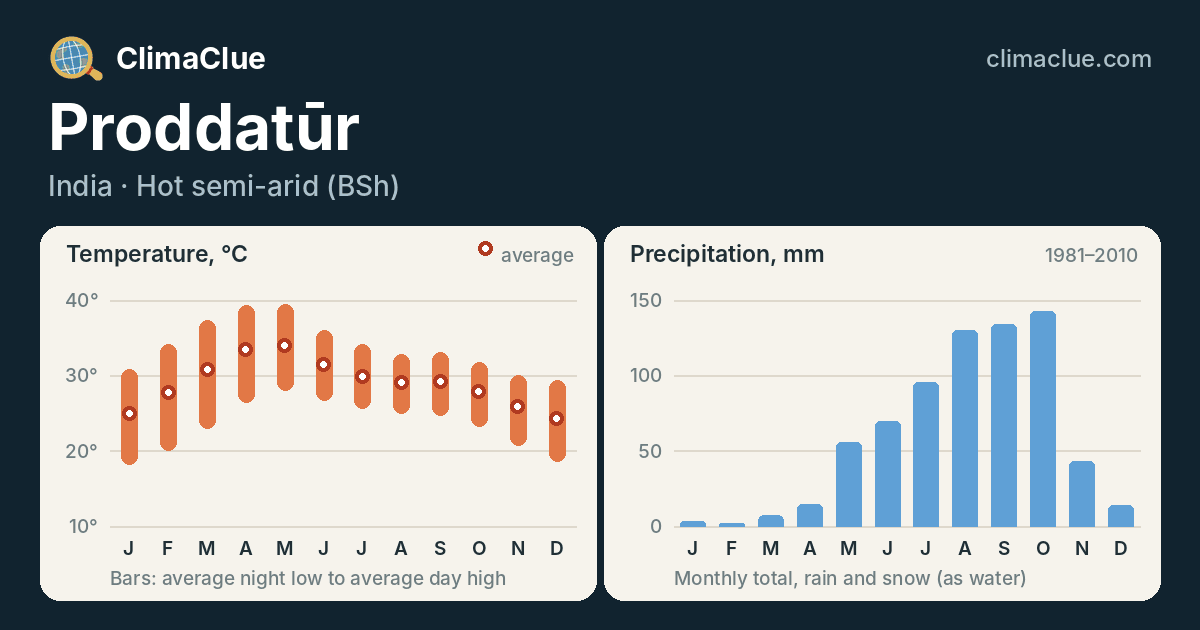 ClimaClue
climaclue.com
Proddatūr
India · Hot semi-arid (BSh)
Temperature, °C
average
40°
30°
20°
10°
J F M A M J J A S O N D
Bars: average night low to average day high
Precipitation, mm
1981–2010
150
100
50
0
J F M A M J J A S O N D
Monthly total, rain and snow (as water)